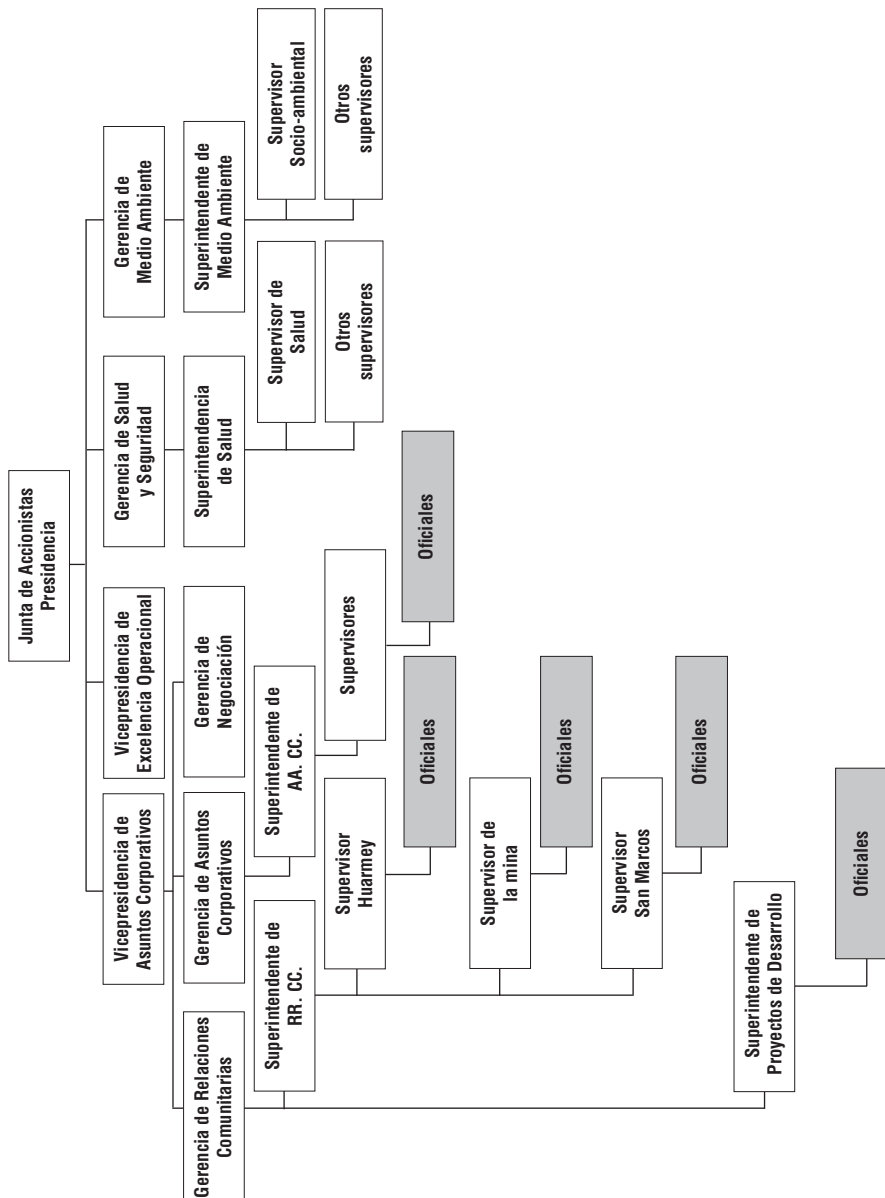 Junta de Accionistas
Presidencia
Vicepresidencia de
Asuntos Corporativos
Vicepresidencia de
Excelencia Operacional
Gerencia de Salud
y Seguridad
Gerencia de
Medio Ambiente
Gerencia de Relaciones
Comunitarias
Gerencia de Asuntos
Corporativos
Gerencia de
Negociación
Superintendencia
de Salud
Superintendente de
Medio Ambiente
Superintendente de
RR. CC.
Superintendente de
AA. CC.
Supervisor de
Salud
Supervisor
Socio-ambiental
Supervisor
Huarmey
Supervisores
Otros
supervisores
Otros
supervisores
Oficiales
Oficiales
Supervisor de
la mina
Oficiales
Supervisor
San Marcos
Oficiales
Superintendente de
Proyectos de Desarrollo
Oficiales